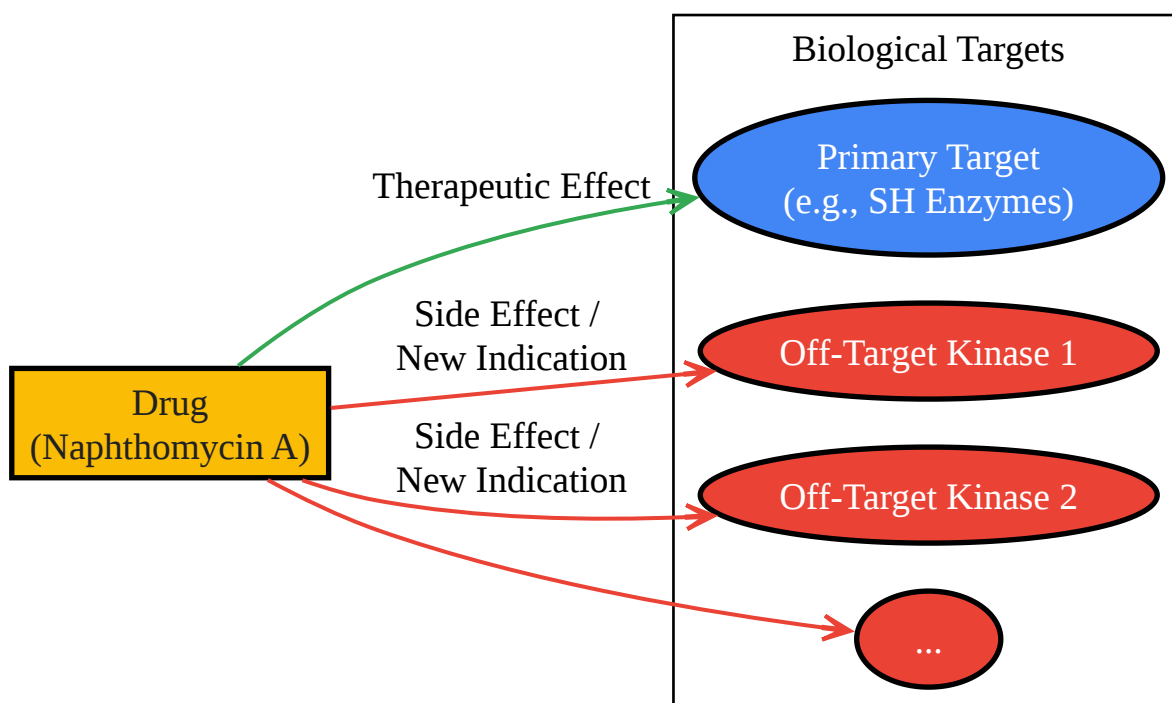 Biological Targets
Primary Target
(e.g., SH Enzymes)
Therapeutic Effect
Side Effect /
New Indication
Off-Target Kinase 1
Drug
(Naphthomycin A)
Side Effect /
New Indication
Off-Target Kinase 2
...